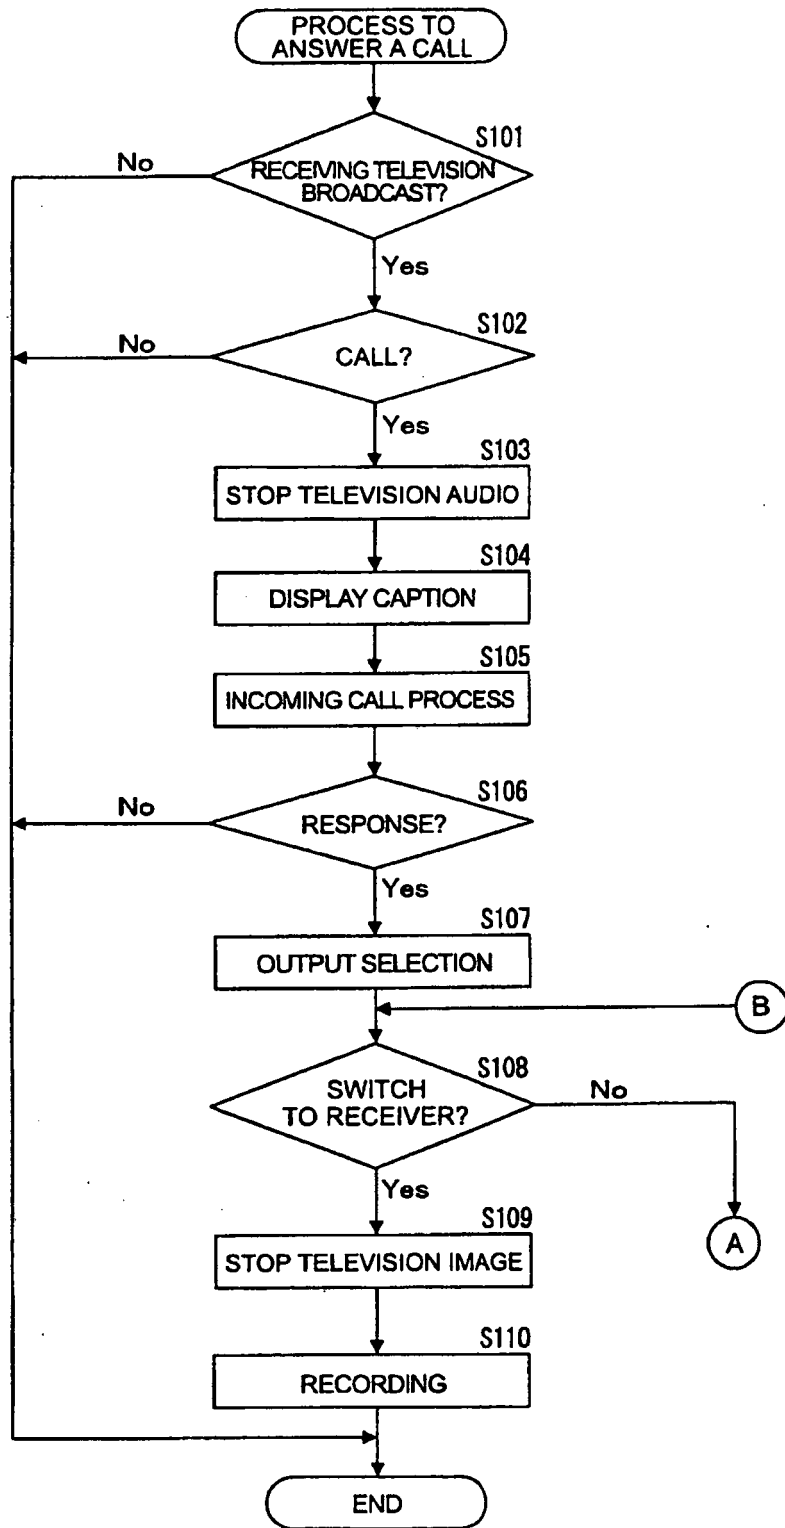 PROCESS TO
ANSWER A CALL
S101
No
RECEIVING TELEVISION
BROADCAST?
Yes
S102
No
CALL?
Yes
S103
STOP TELEVISION AUDIO
S104
DISPLAY CAPTION
S105
INCOMING CALL PROCESS
S106
No
RESPONSE?
Yes
S107
OUTPUT SELECTION
B
S108
SWITCH
TO RECEIVER?
No
Yes
A
S109
STOP TELEVISION IMAGE
S110
RECORDING
END